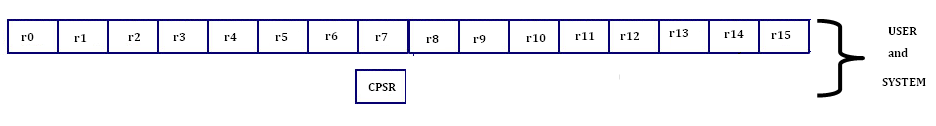 r0 r1 r2 r3 r4 r5 r6 r7 r8 r9 r10 r11 r12 r13 r14 r15
USER
and
CPSR
SYSTEM